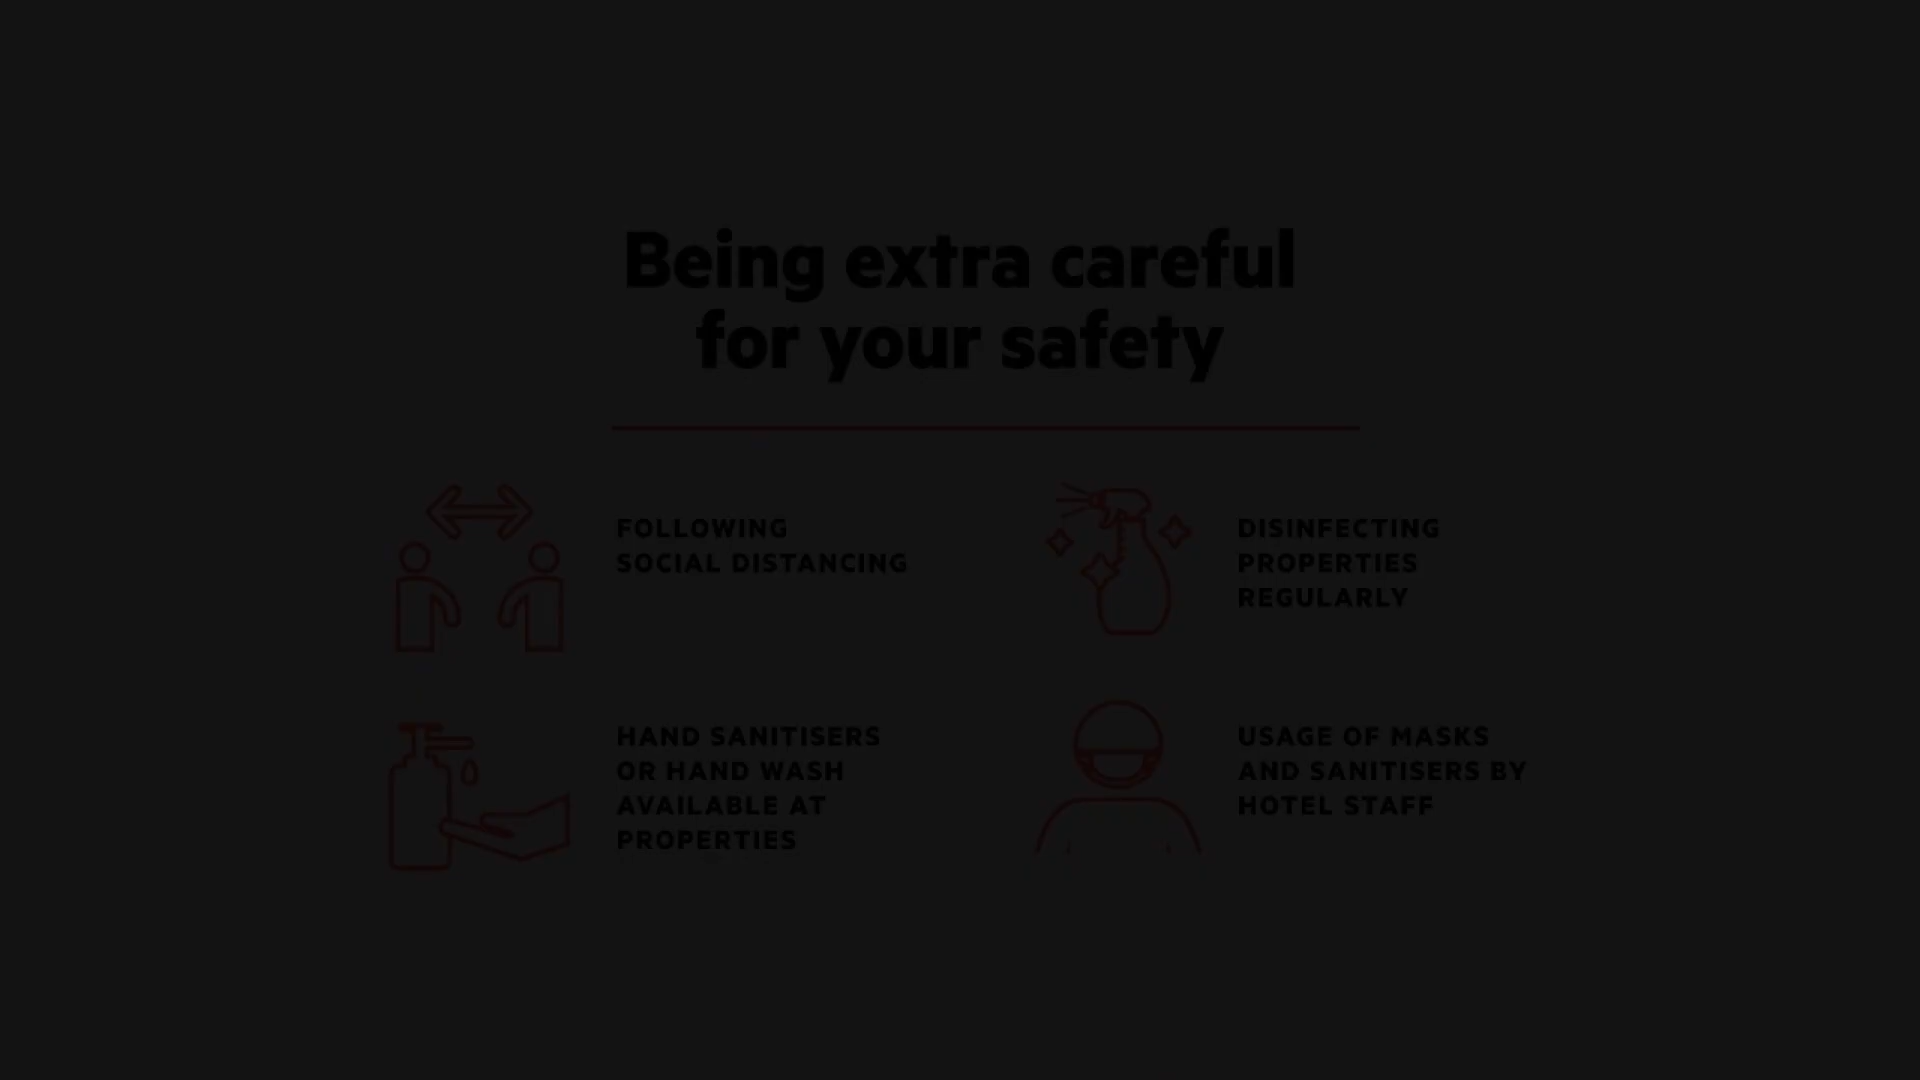 Being extra careful
for your safety
FOLLOWING
SOCIAL DISTANCING
DISINFECTING
PROPERTIES
REGULARLY
HAND SANITISERS
OR HAND WASH
AVAILABLE AT
PROPERTIES
USAGE OF MASKS
AND SANITISERS BY
HOTEL STAFF